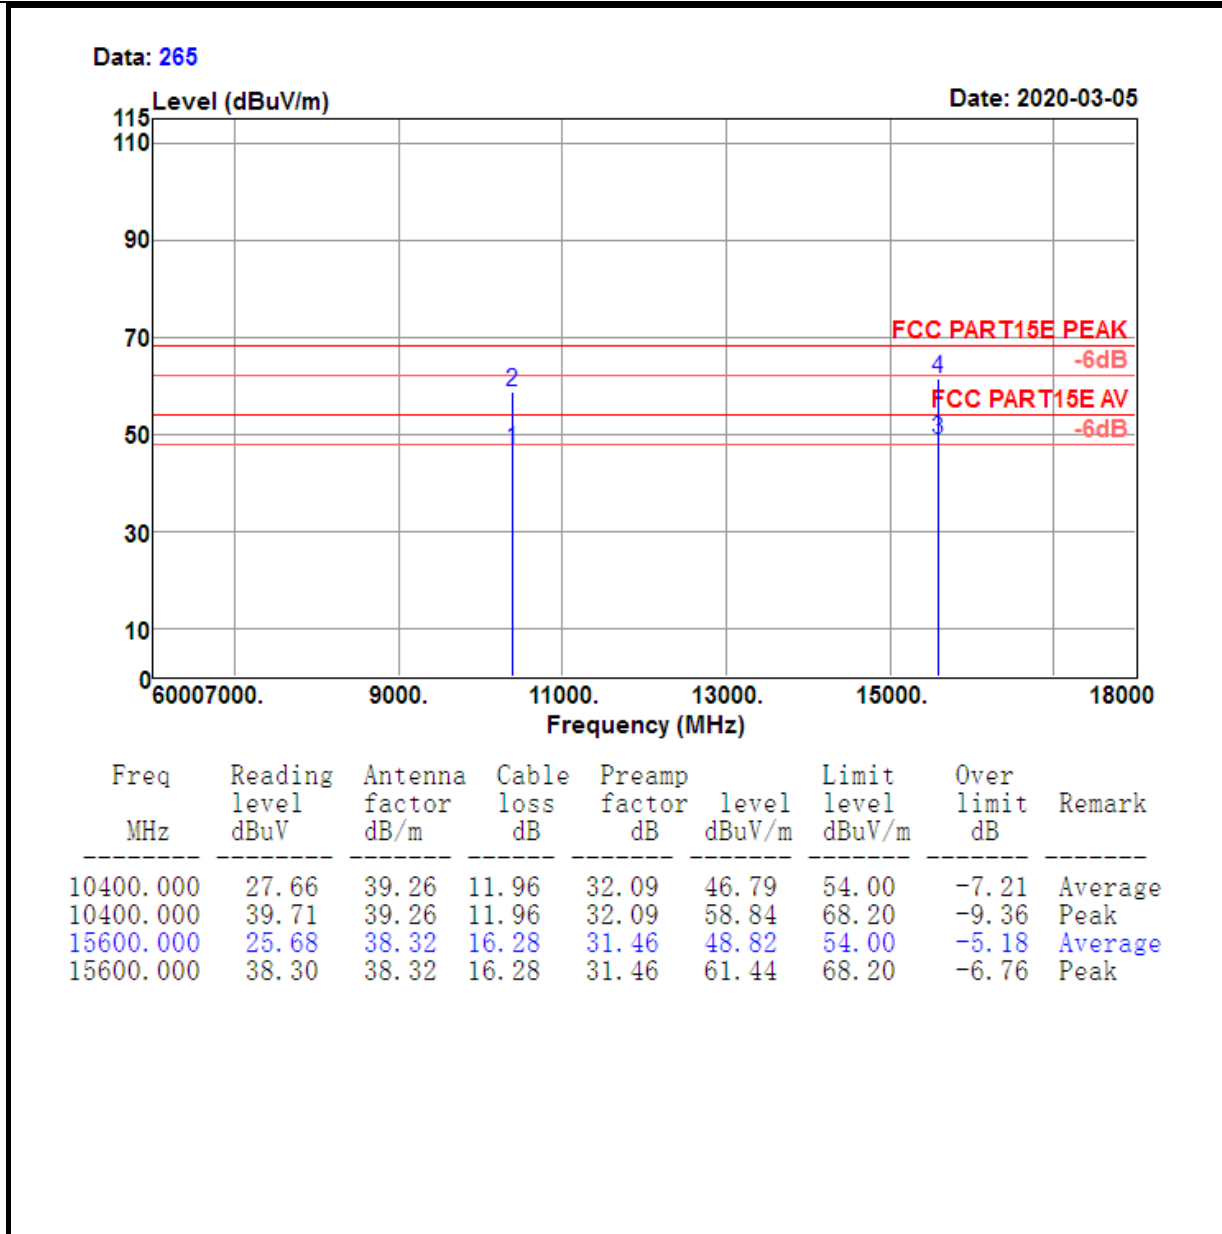 Data: 265
Level (dBuV/m) Date: 2020-03-05
115
110
90
70
FCC PART15E PEAK
-6dB
4
2
FCC PART15E AV
50
1
3
-6dB
30
10
0
60007000. 9000. 11000. 13000. 15000. 18000
Frequency (MHz)
Freq Reading Antenna Cable Preamp Limit Over
level factor loss factor level level limit Remark
MHz dBuV dB/m dB dB dBuV/m dBuV/m dB
-------- -------- ------- ------ ------- ------- ------- ------- -------
10400.000 27.66 39.26 11.96 32.09 46.79 54.00 -7.21 Average
10400.000 39.71 39.26 11.96 32.09 58.84 68.20 -9.36 Peak
15600.000 25.68 38.32 16.28 31.46 48.82 54.00 -5.18 Average
15600.000 38.30 38.32 16.28 31.46 61.44 68.20 -6.76 Peak